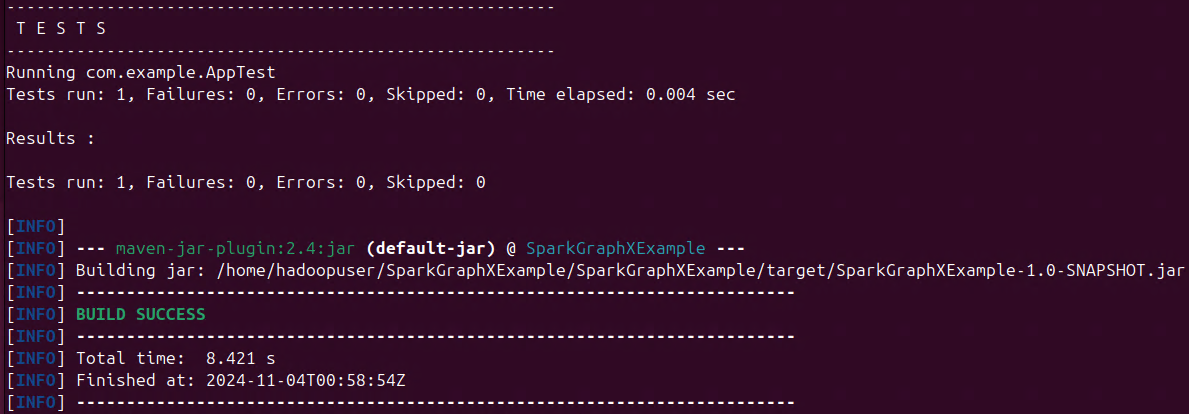 -------------------------------------------------------
T E S T S
-------------------------------------------------------
Running com.example.AppTest
Tests run: 1, Failures: 0, Errors: 0, Skipped: 0, Time elapsed: 0.004 sec
Results :
Tests run: 1, Failures: 0, Errors: 0, Skipped: 0
[INFO]
[INFO] --- maven-jar-plugin:2.4:jar (default-jar) @ SparkGraphXExample ---
[INFO] Building jar: /home/hadoopuser/SparkGraphXExample/SparkGraphXExample/target/SparkGraphXExample-1.0-SNAPSHOT.jar
[INFO] ------------------------------------------------------------------------
[INFO] BUILD SUCCESS
[INFO] ------------------------------------------------------------------------
[INFO] Total time:  8.421 s
[INFO] Finished at: 2024-11-04T00:58:54Z
[INFO] ------------------------------------------------------------------------